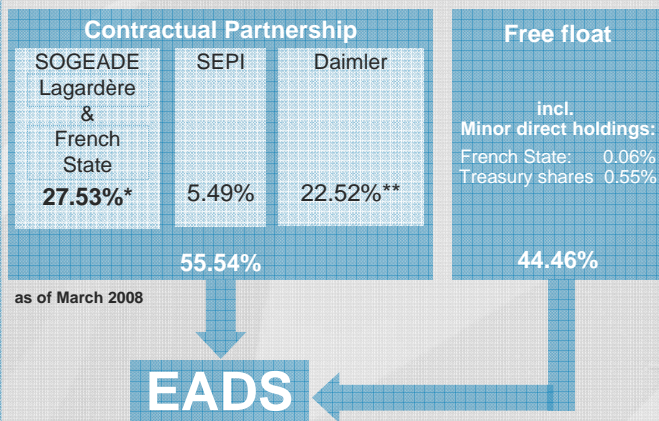 Contractual Partnership
SOGEADE
Lagardère
&
French
State
27.53%*
SEPI
5.49%
Daimler
22.52%**
55.54%
Free float
incl.
Minor direct holdings:
French State: 0.06%
Treasury shares 0.55%
44.46%
as of March 2008
EADS